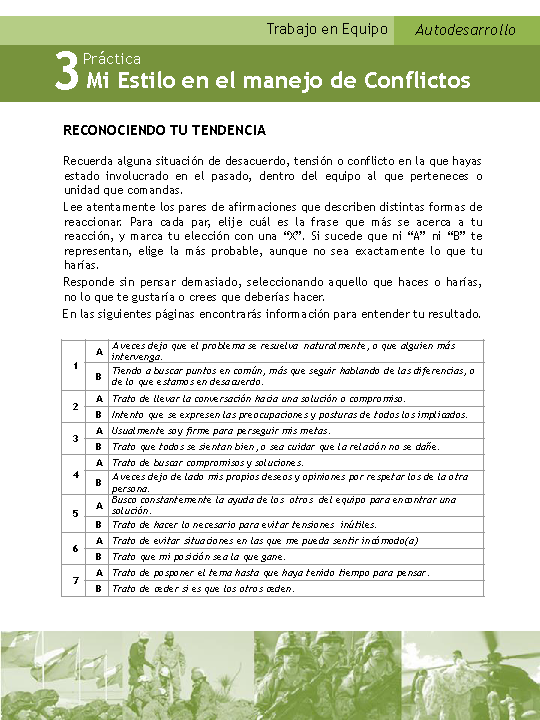 Trabajo en Equipo
Autodesarrollo
3
Práctica
Mi Estilo en el manejo de Conflictos
RECONOCIENDO TU TENDENCIA
Recuerda alguna situación de desacuerdo, tensión o conflicto en la que hayas
estado involucrado en el pasado, dentro del equipo al que perteneces o
unidad que comandas.
Lee atentamente los pares de afirmaciones que describen distintas formas de
reaccionar. Para cada par, elije cuál es la frase que más se acerca a tu
reacción, y marca tu elección con una “X”. Si sucede que ni “A” ni “B” te
representan, elige la más probable, aunque no sea exactamente lo que tu
harías.
Responde sin pensar demasiado, seleccionando aquello que haces o harías,
no lo que te gustaría o crees que deberías hacer.
En las siguientes páginas encontrarás información para entender tu resultado.
1
A A veces dejo que el problema se resuelva naturalmente, o que alguien más
intervenga.
B Tiendo a buscar puntos en común, más que seguir hablando de las diferencias, o
de lo que estamos en desacuerdo.
2
A Trato de llevar la conversación hacia una solución o compromiso.
B Intento que se expresen las preocupaciones y posturas de todos los implicados.
3
A Usualmente soy firme para perseguir mis metas.
B Trato que todos se sientan bien, o sea cuidar que la relación no se dañe.
4
A Trato de buscar compromisos y soluciones.
B A veces dejo de lado mis propios deseos y opiniones por respetar los de la otra
persona.
5
A Busco constantemente la ayuda de los otros del equipo para encontrar una
solución.
B Trato de hacer lo necesario para evitar tensiones inútiles.
6
A Trato de evitar situaciones en las que me pueda sentir incómodo(a)
B Trato que mi posición sea la que gane.
7
A Trato de posponer el tema hasta que haya tenido tiempo para pensar.
B Trato de ceder si es que los otros ceden.